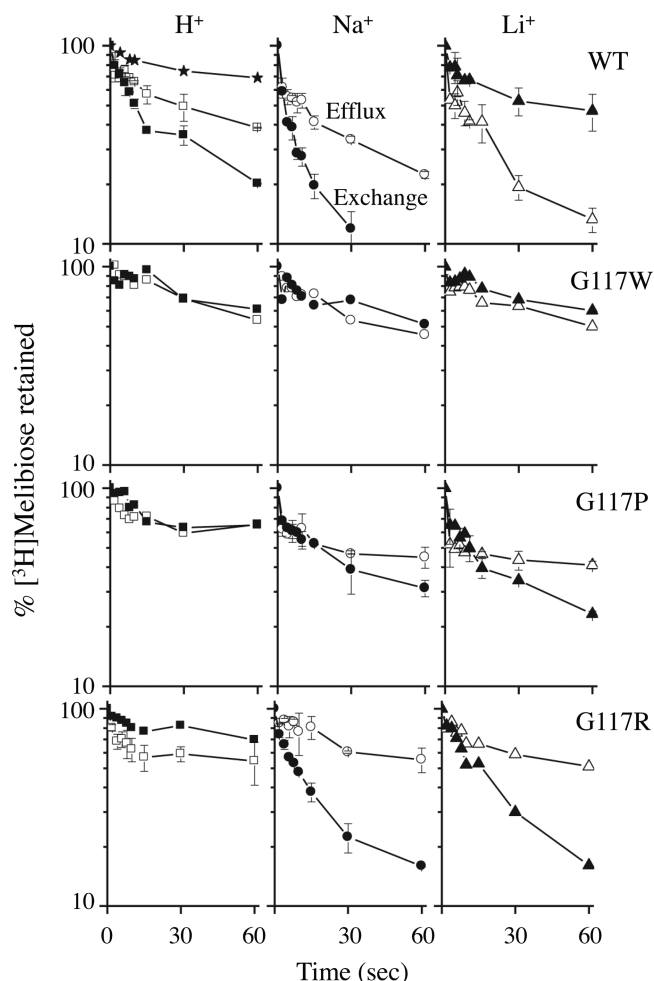 H⁺ Na⁺ Li⁺
100 WT
Efflux
Exchange
10
100 G117W
10
100 G117P
10
100 G117R
10
0 30 60 30 60 30 60
Time (sec)
% [³H]Melibiose retained